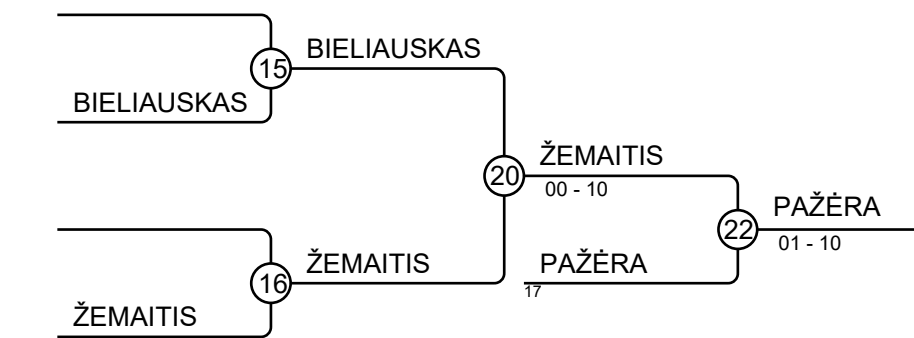 BIELIAUSKAS
15
BIELIAUSKAS
ŽEMAITIS
20
00 - 10
PAŽĖRA
22
01 - 10
ŽEMAITIS
16
PAŽĖRA
17
ŽEMAITIS